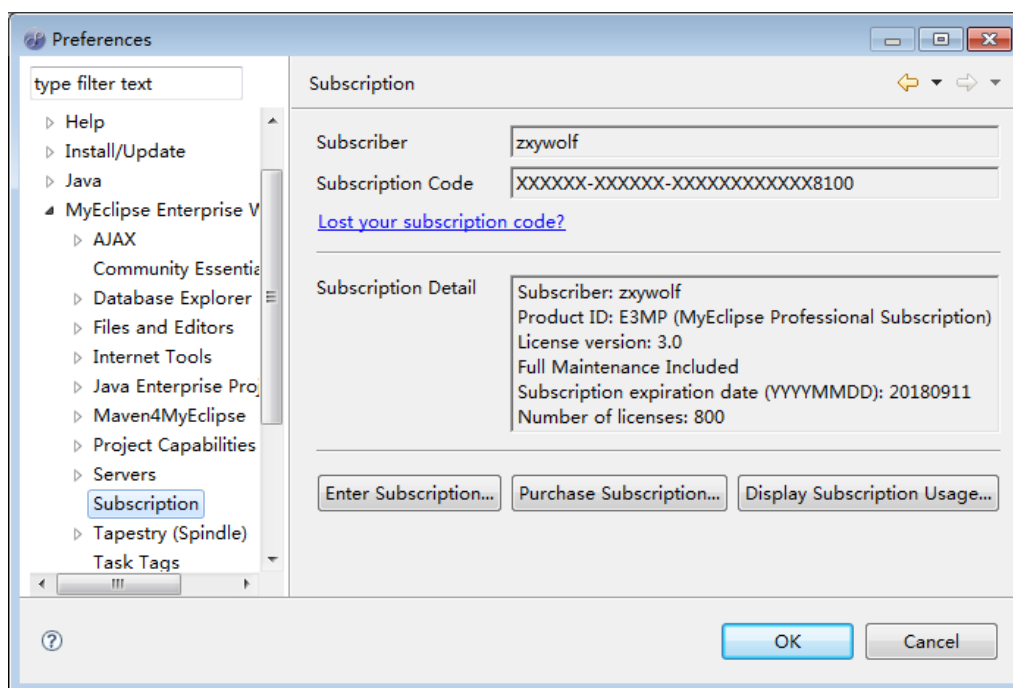 Preferences
type filter text
Help
Install/Update
Java
MyEclipse Enterprise W
AJAX
Community Essentia
Database Explorer
Files and Editors
Internet Tools
Java Enterprise Proj
Maven4MyEclipse
Project Capabilities
Servers
Subscription
Tapestry (Spindle)
Task Tags
Subscription
Subscriber
zxywolf
Subscription Code
XXXXXX-XXXXXX-XXXXXXXXXXXX8100
Lost your subscription code?
Subscription Detail
Subscriber: zxywolf
Product ID: E3MP (MyEclipse Professional Subscription)
License version: 3.0
Full Maintenance Included
Subscription expiration date (YYYYMMDD): 20180911
Number of licenses: 800
Enter Subscription...
Purchase Subscription...
Display Subscription Usage...
OK
Cancel